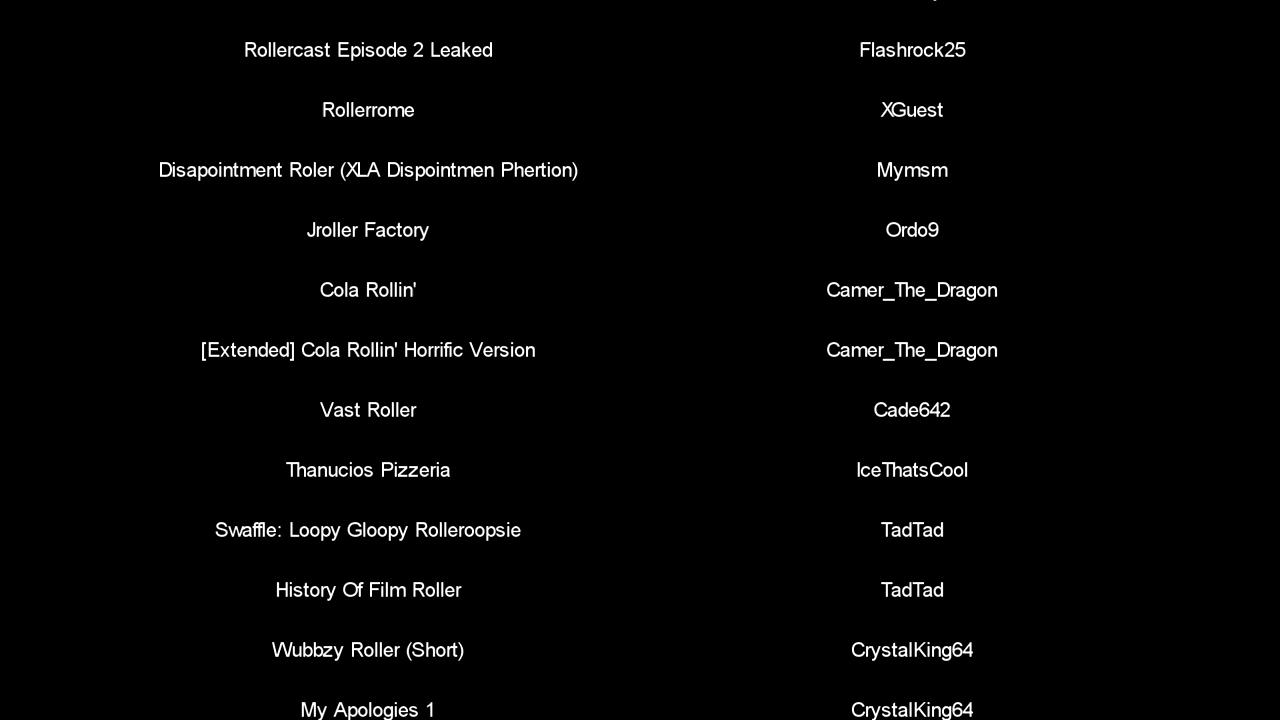 Rollercast Episode 2 Leaked Flashrock25
Rollerrome XGuest
Disapointment Roler (XLA Dispointmen Phertion) Mymsm
Jroller Factory Ordo9
Cola Rollin' Camer_The_Dragon
[Extended] Cola Rollin' Horrific Version Camer_The_Dragon
Vast Roller Cade642
Thanucios Pizzeria IceThatsCool
Swaffle: Loopy Gloopy Rolleroopsie TadTad
History Of Film Roller TadTad
Wubbzy Roller (Short) CrystalKing64
My Apologies 1 CrystalKing64